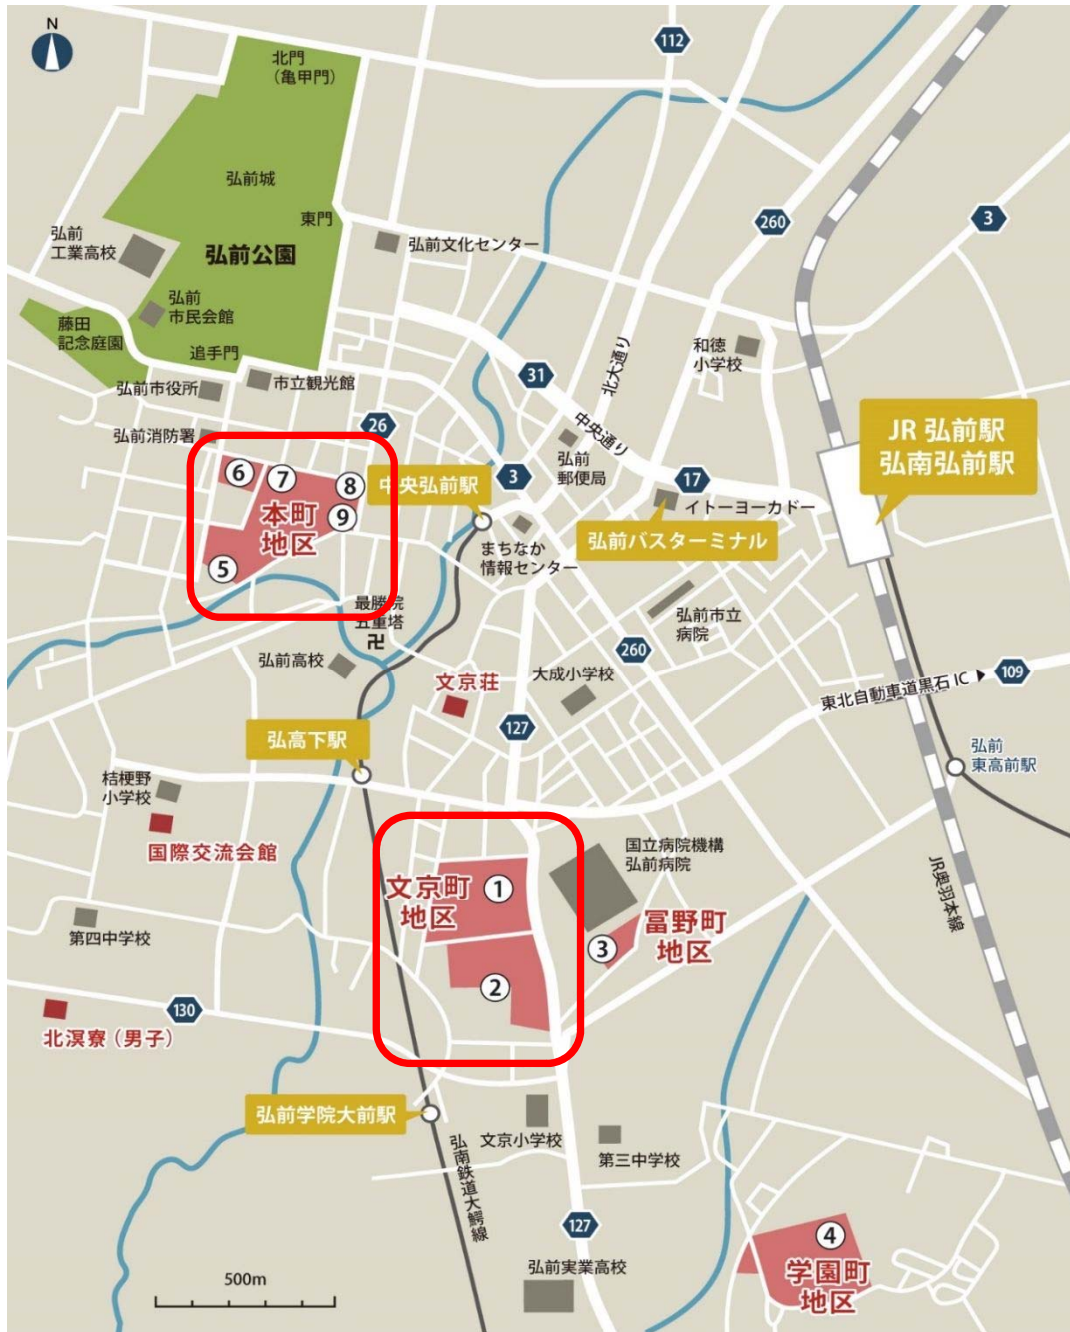 N
112
北門
（亀甲門）
弘前城
東門
260
3
弘前
工業高校
弘前公園
弘前文化センター
弘前
市民会館
藤田
記念庭園
追手門
和徳
小学校
北大通り
弘前市役所
市立観光館
31
26
中央通り
JR 弘前駅
弘南弘前駅
弘前消防署
弘前
郵便局
⑥
⑦
⑧
中央弘前駅
3
17
イトーヨーカドー
本町
地区
⑨
まちなか
情報センター
弘前バスターミナル
⑤
最勝院
五重塔
卍
弘前市立
病院
弘前高校
260
大成小学校
文京荘
東北自動車道黒石 IC ▶
109
弘高下駅
127
弘前
東高前駅
桔梗野
小学校
国際交流会館
国立病院機構
弘前病院
JR奥羽本線
文京町
地区
①
冨野町
地区
③
第四中学校
②
130
北溟寮（男子）
弘前学院大前駅
文京小学校
第三中学校
弘南鉄道大鰐線
127
④
学園町
地区
弘前実業高校
500m